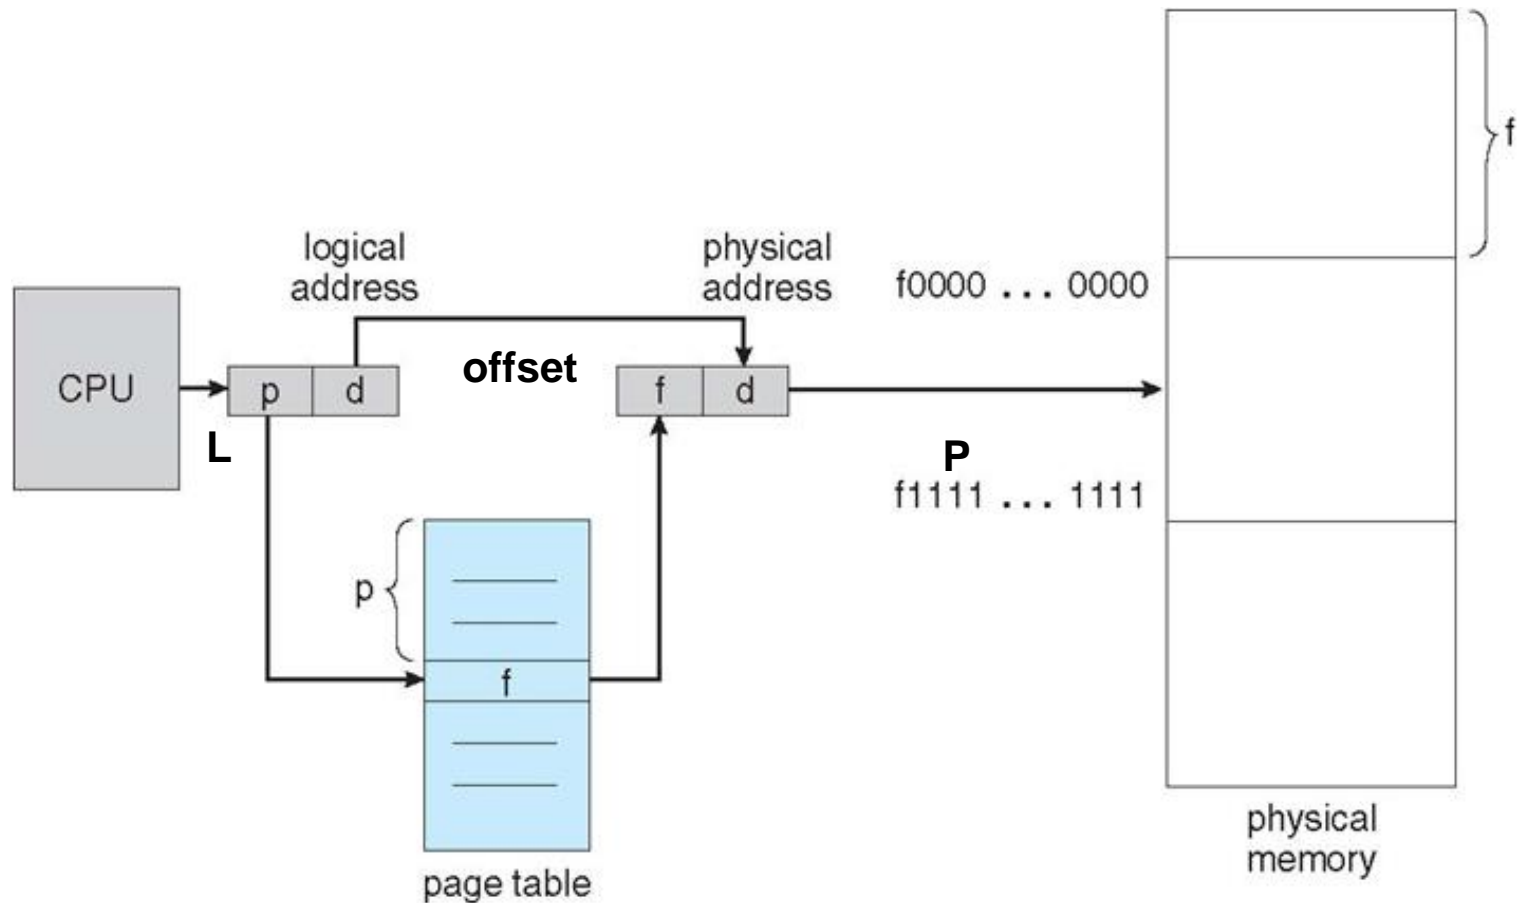 f
logical
address
physical
address
f0000 ... 0000
CPU
p d
offset
f d
L
P
f1111 ... 1111
p
f
page table
physical
memory